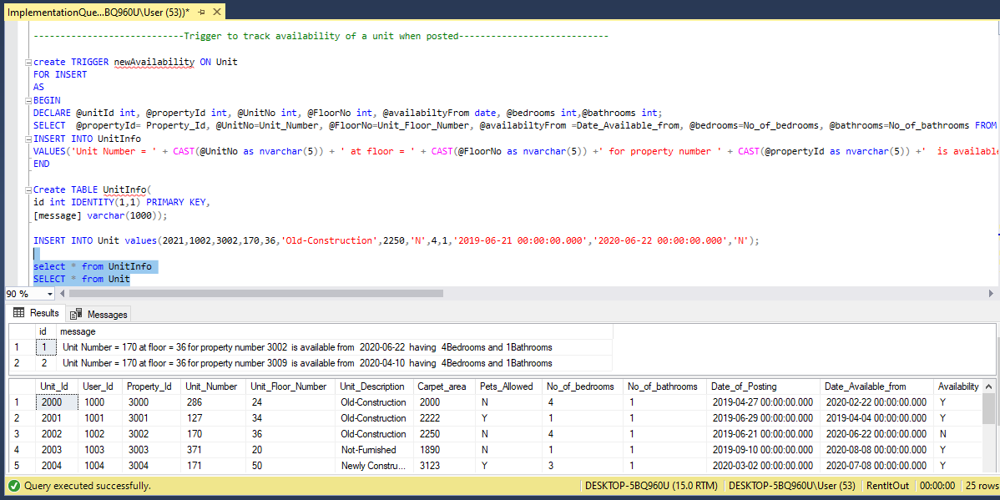 ImplementationQue...BQ960U\User (53))*
----------------------------Trigger to track availability of a unit when posted----------------------------
create TRIGGER newAvailability ON Unit
FOR INSERT
AS
BEGIN
DECLARE @unitId int, @propertyId int, @UnitNo int, @FloorNo int, @availabiltyFrom date, @bedrooms int,@bathrooms int;
SELECT  @propertyId= Property_Id, @UnitNo=Unit_Number, @FloorNo=Unit_Floor_Number, @availabiltyFrom =Date_Available_from, @bedrooms=No_of_bedrooms, @bathrooms=No_of_bathrooms FROM
INSERT INTO UnitInfo
VALUES('Unit Number = ' + CAST(@UnitNo as nvarchar(5)) + ' at floor = ' + CAST(@FloorNo as nvarchar(5)) +' for property number ' + CAST(@propertyId as nvarchar(5)) +'  is available
END
Create TABLE UnitInfo(
id int IDENTITY(1,1) PRIMARY KEY,
[message] varchar(1000));
INSERT INTO Unit values(2021,1002,3002,170,36,'Old-Construction',2250,'N',4,1,'2019-06-21 00:00:00.000','2020-06-22 00:00:00.000','N');
select * from UnitInfo
SELECT * from Unit
90 %
Results Messages
id message
1 1 Unit Number = 170 at floor = 36 for property number 3002 is available from 2020-06-22 having 4Bedrooms and 1Bathrooms
2 2 Unit Number = 170 at floor = 36 for property number 3009 is available from 2020-04-10 having 4Bedrooms and 1Bathrooms
Unit_Id User_Id Property_Id Unit_Number Unit_Floor_Number Unit_Description Carpet_area Pets_Allowed No_of_bedrooms No_of_bathrooms Date_of_Posting Date_Available_from Availability
1 2000 1000 3000 286 24 Old-Construction 2000 N 4 1 2019-04-27 00:00:00.000 2020-02-22 00:00:00.000 Y
2 2001 1001 3001 127 34 Old-Construction 2222 Y 1 1 2019-06-29 00:00:00.000 2019-04-04 00:00:00.000 Y
3 2002 1002 3002 170 36 Old-Construction 2250 N 4 1 2019-06-21 00:00:00.000 2020-06-22 00:00:00.000 N
4 2003 1003 3003 371 20 Not-Furnished 1890 N 1 1 2019-09-10 00:00:00.000 2020-08-08 00:00:00.000 Y
5 2004 1004 3004 171 50 Newly Constru... 3123 Y 3 1 2020-03-02 00:00:00.000 2020-07-08 00:00:00.000 Y
Query executed successfully. DESKTOP-5BQ960U (15.0 RTM) DESKTOP-5BQ960U\User (53) RentItOut 00:00:00 25 rows